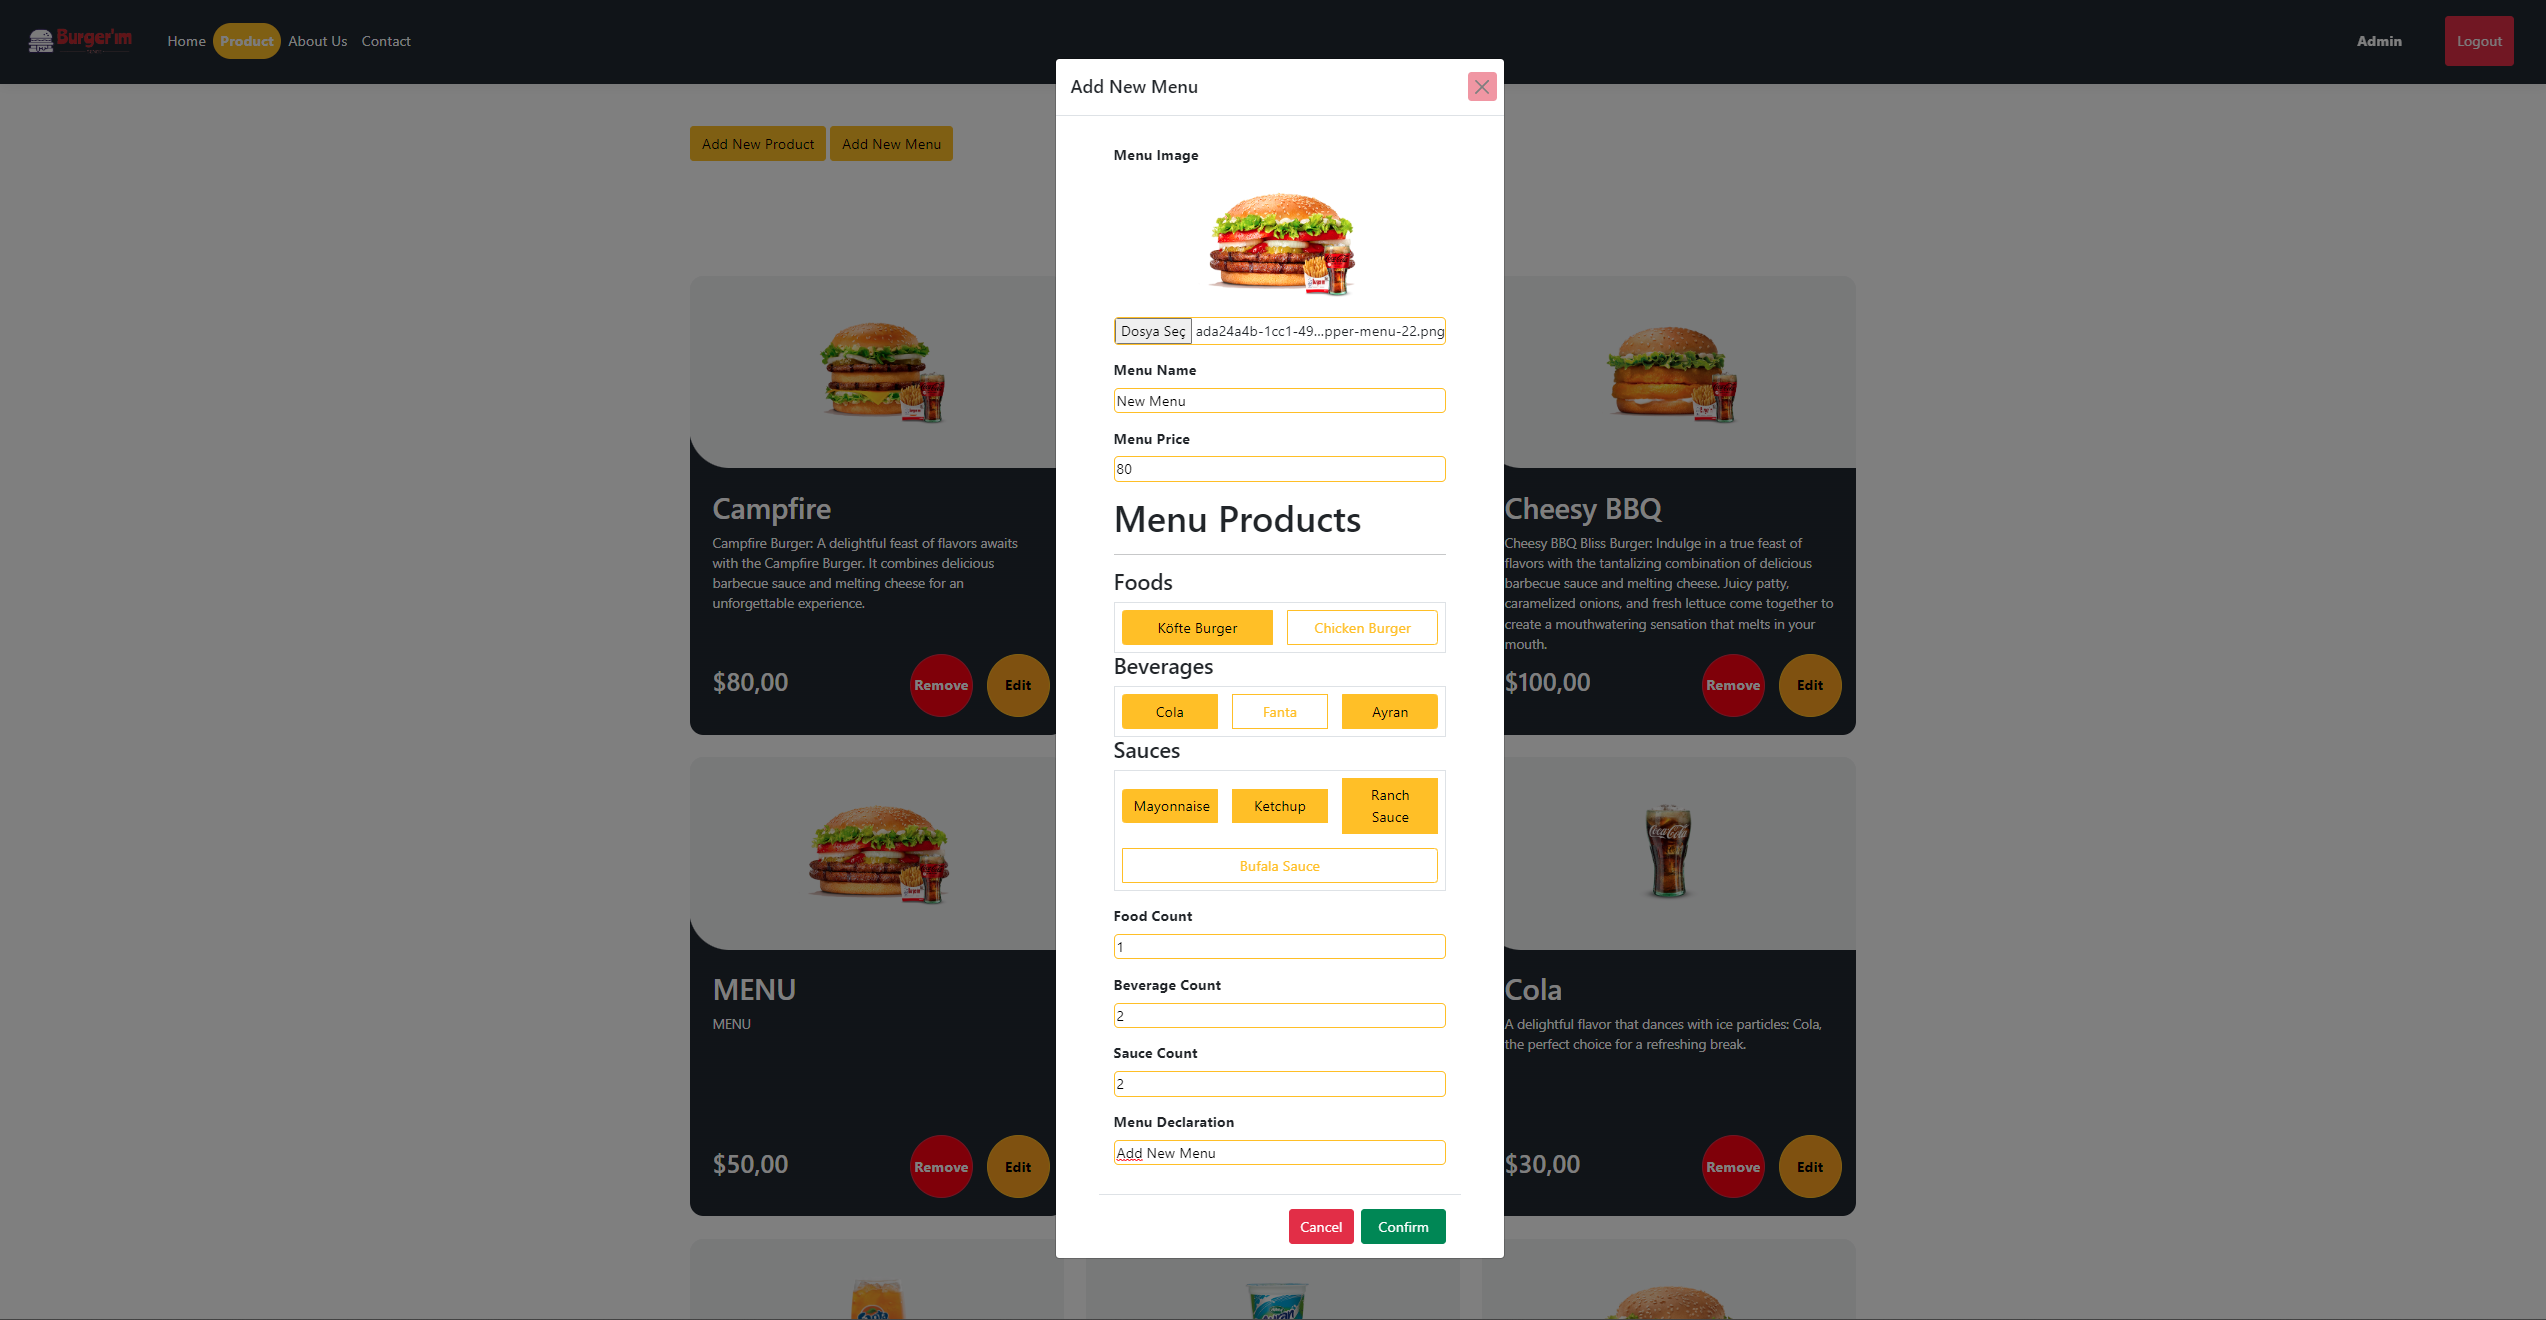 Burger'ım
Home
Product
About Us
Contact
Admin
Logout
Add New Product
Add New Menu
Campfire
Campfire Burger: A delightful feast of flavors awaits
with the Campfire Burger. It combines delicious
barbecue sauce and melting cheese for an
unforgettable experience.
$80,00
Remove
Edit
Cheesy BBQ
Cheesy BBQ Bliss Burger: Indulge in a true feast of
flavors with the tantalizing combination of delicious
barbecue sauce and melting cheese. Juicy patty,
caramelized onions, and fresh lettuce come together to
create a mouthwatering sensation that melts in your
mouth.
$100,00
Remove
Edit
MENU
MENU
$50,00
Remove
Edit
Coca-Cola
Cola
A delightful flavor that dances with ice particles: Cola,
the perfect choice for a refreshing break.
$30,00
Remove
Edit
Add New Menu
Menu Image
Dosya Seç
ada24a4b-1cc1-49...pper-menu-22.png
Menu Name
New Menu
Menu Price
80
Menu Products
Foods
Köfte Burger
Chicken Burger
Beverages
Cola
Fanta
Ayran
Sauces
Mayonnaise
Ketchup
Ranch
Sauce
Bufala Sauce
Food Count
1
Beverage Count
2
Sauce Count
2
Menu Declaration
Add New Menu
Cancel
Confirm